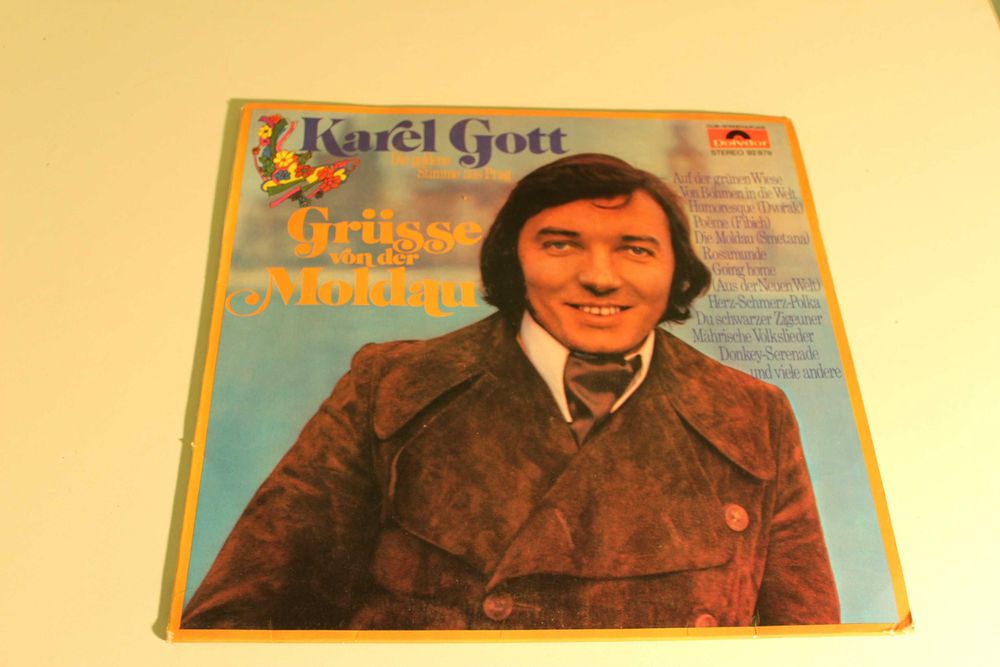 Karel Gott
Die goldene
Stimme aus Prag
Grüsse
von der
Moldau
Polydor
STEREO 92 879
Auf der grünen Wiese
Von Böhmen in die Welt
Humoresque (Dvořák)
Poème (Fibich)
Die Moldau (Smetana)
Rosamunde
Going home
(Aus der Neuen Welt)
Herz-Schmerz-Polka
Du schwarzer Zigeuner
Mährische Volkslieder
Donkey-Serenade
und viele andere